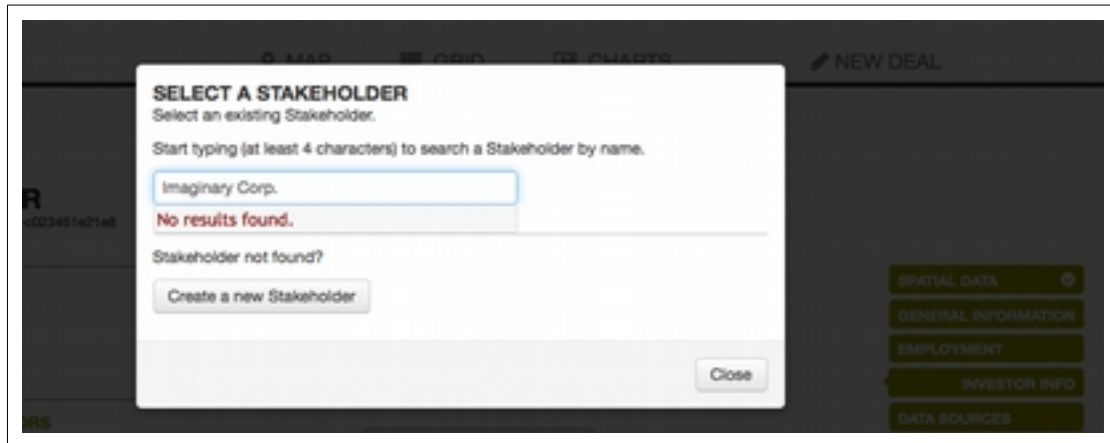 MAP GRID CHARTS NEW DEAL
SELECT A STAKEHOLDER
Select an existing Stakeholder.
Start typing (at least 4 characters) to search a Stakeholder by name.
Imaginary Corp.
No results found.
Stakeholder not found?
Create a new Stakeholder
Close
R
-c023451e21e8
SPATIAL DATA
GENERAL INFORMATION
EMPLOYMENT
INVESTOR INFO
DATA SOURCES
ORS